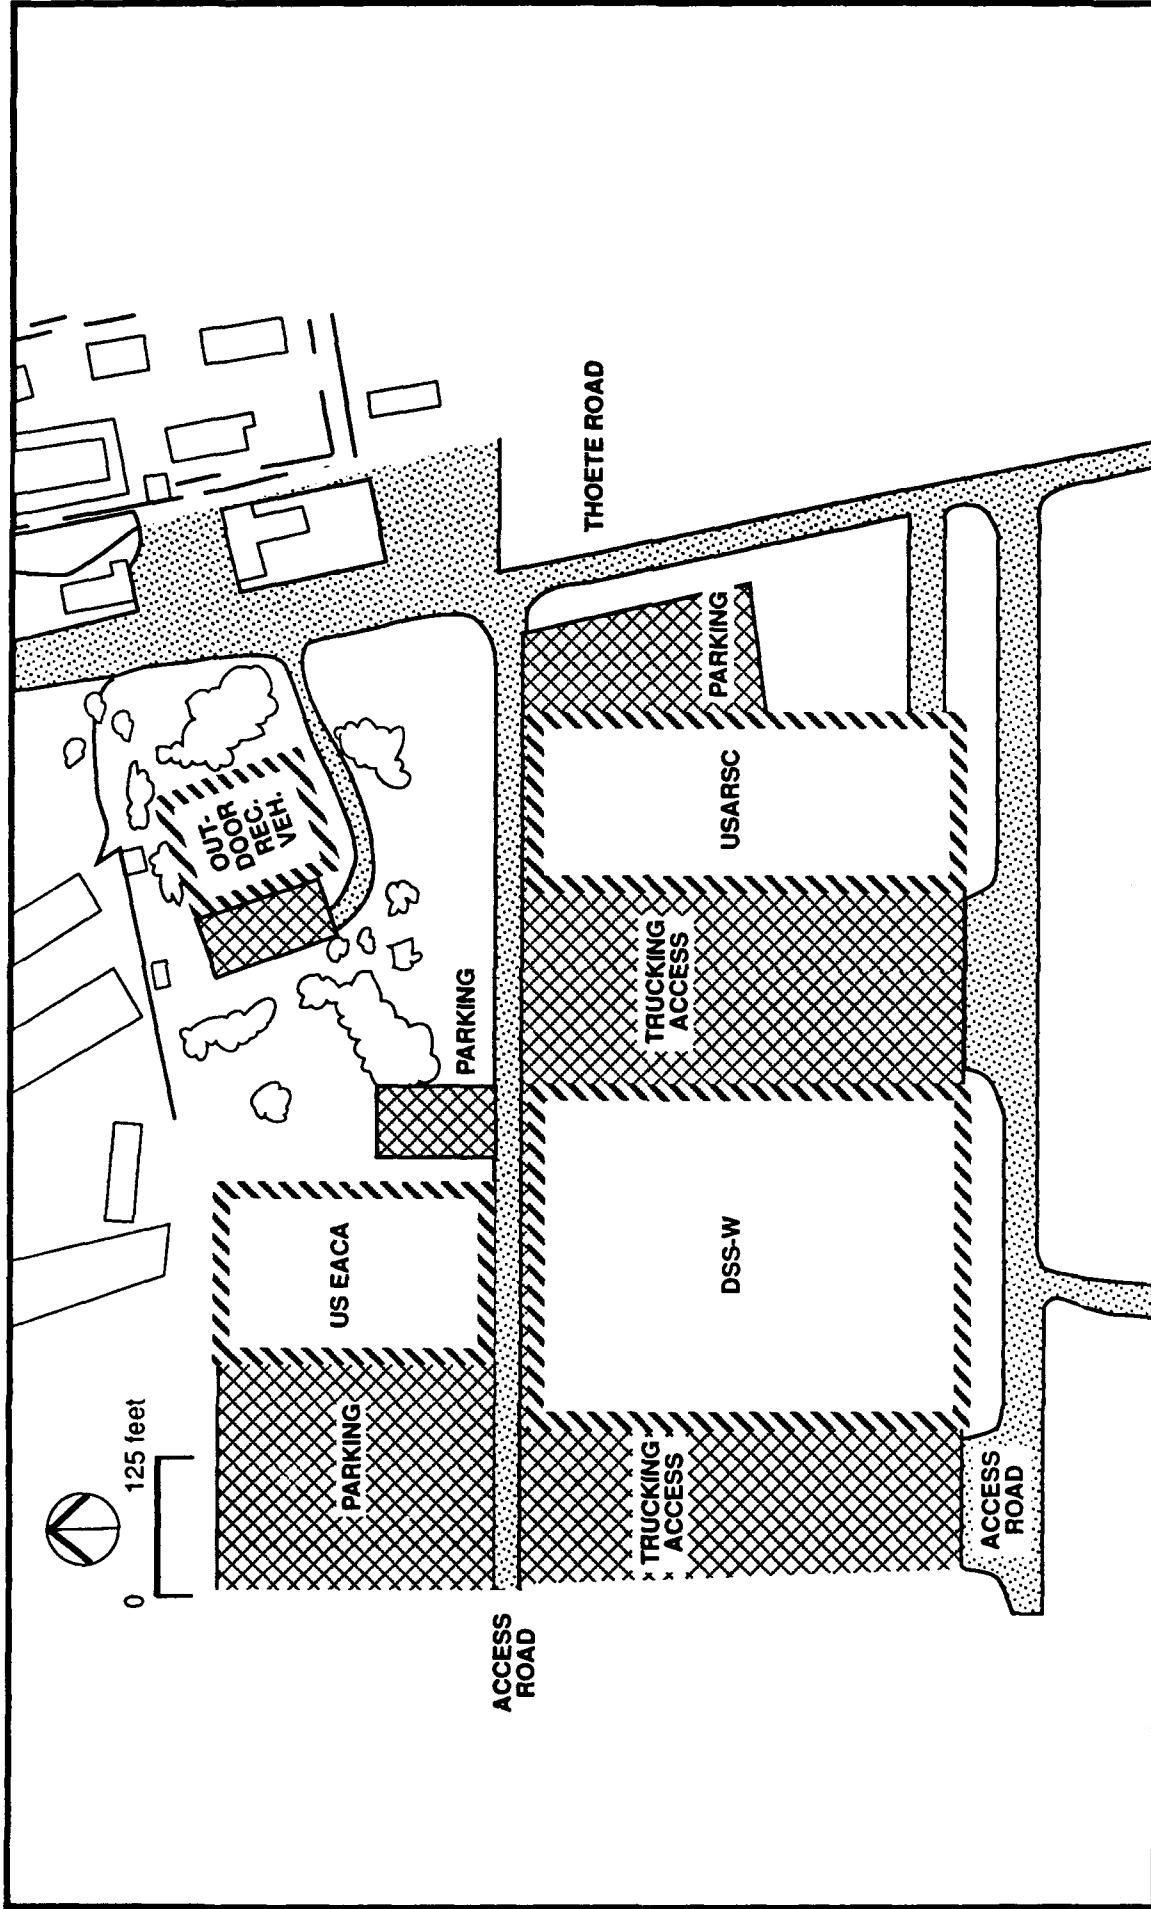 0
125 feet
OUT-
DOOR
REC.
VEH.
PARKING
US EACA
PARKING
ACCESS
ROAD
THOETE ROAD
TRUCKING
ACCESS
DSS-W
TRUCKING
ACCESS
USARSC
PARKING
ACCESS
ROAD